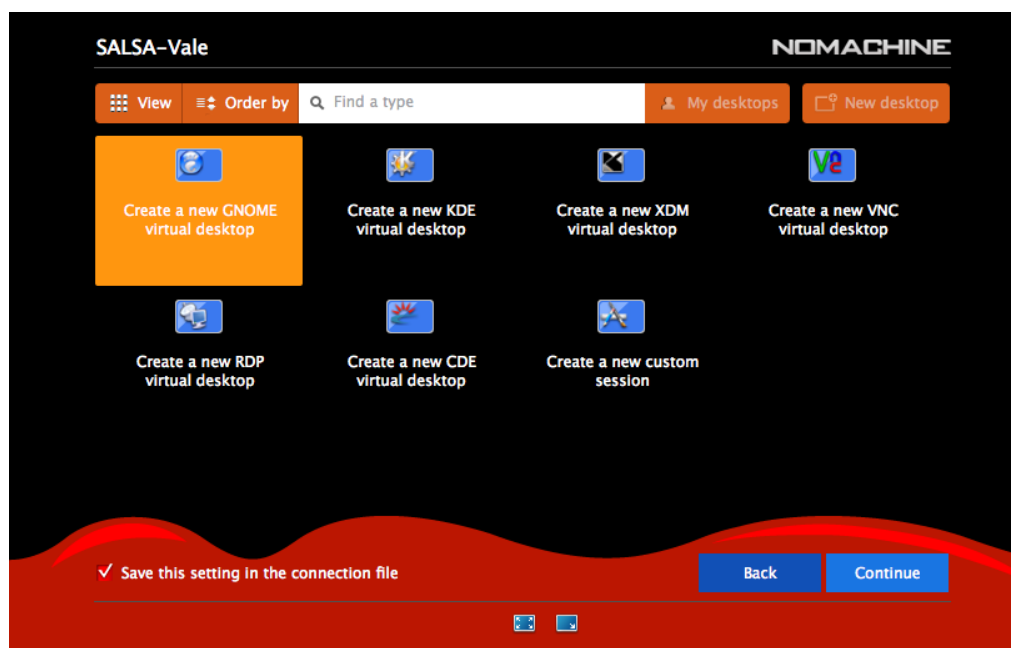 SALSA-Vale
NOMACHINE
View
Order by
Find a type
My desktops
New desktop
Create a new GNOME
virtual desktop
Create a new KDE
virtual desktop
Create a new XDM
virtual desktop
Create a new VNC
virtual desktop
Create a new RDP
virtual desktop
Create a new CDE
virtual desktop
Create a new custom
session
Save this setting in the connection file
Back
Continue